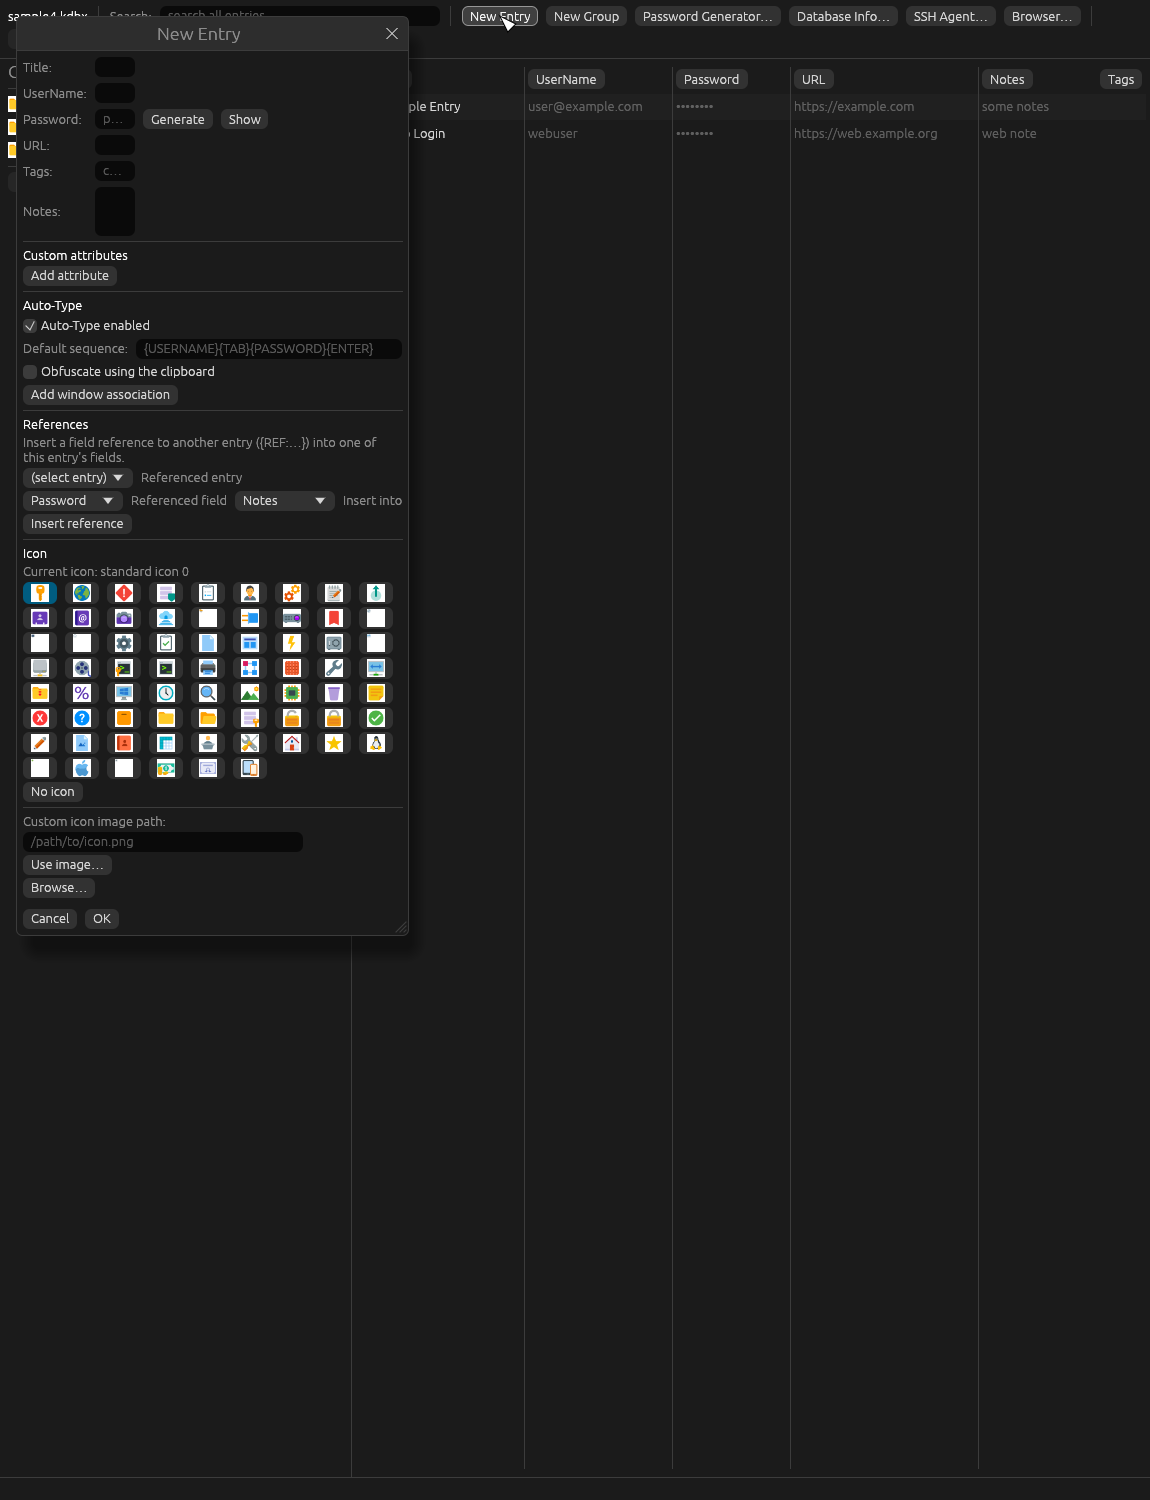 New Entry New Group Password Generator... Database Info... SSH Agent... Browser...
New Entry
Title:
UserName:
Password: p... Generate Show
URL:
Tags: c...
Notes:
Custom attributes
Add attribute
Auto-Type
Auto-Type enabled
Default sequence: {USERNAME}{TAB}{PASSWORD}{ENTER}
Obfuscate using the clipboard
Add window association
References
Insert a field reference to another entry ({REF:...}) into one of
this entry's fields.
(select entry) Referenced entry
Password Referenced field Notes Insert into
Insert reference
Icon
Current icon: standard icon 0
No icon
Custom icon image path:
/path/to/icon.png
Use image...
Browse...
Cancel OK
UserName Password URL Notes Tags
ple Entry user@example.com •••••••• https://example.com some notes
Login webuser •••••••• https://web.example.org web note